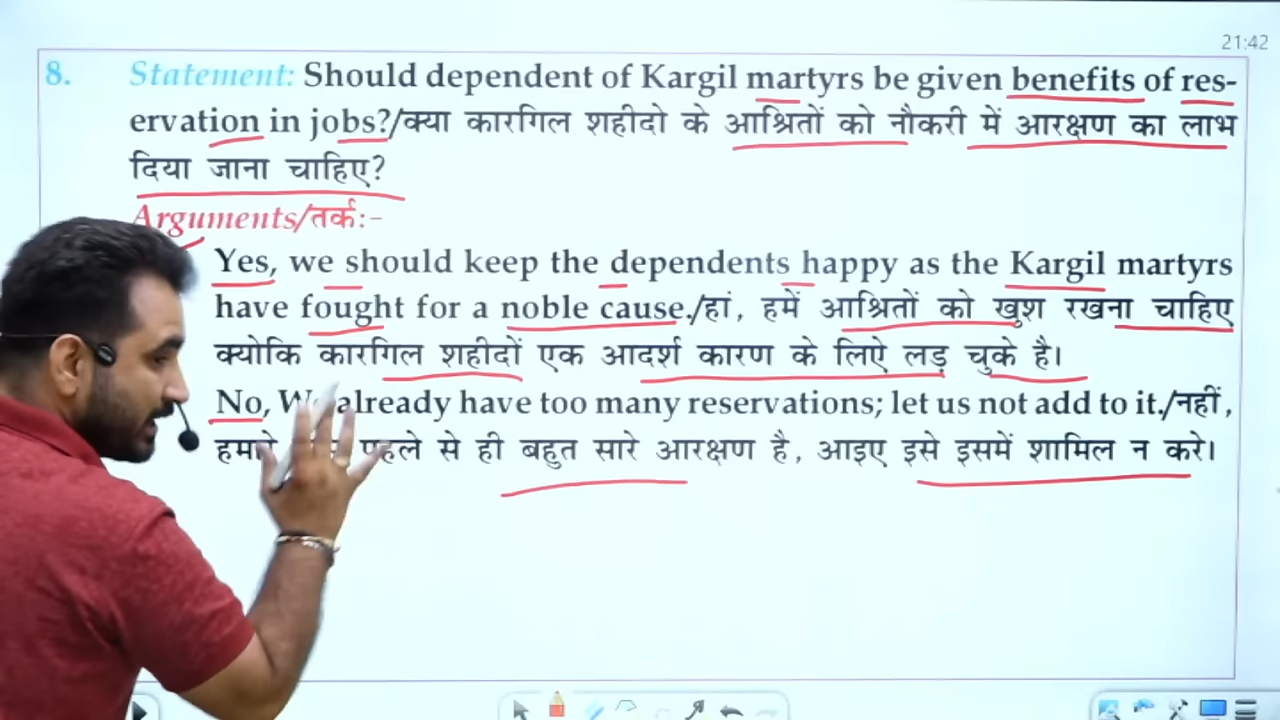 21:42
8. Statement: Should dependent of Kargil martyrs be given benefits of res-
ervation in jobs?/क्या कारगिल शहीदो के आश्रितों को नौकरी में आरक्षण का लाभ
दिया जाना चाहिए?
Arguments/तर्क:-
Yes, we should keep the dependents happy as the Kargil martyrs
have fought for a noble cause./हां, हमें आश्रितों को खुश रखना चाहिए
क्योकि कारगिल शहीदों एक आदर्श कारण के लिऐ लड़ चुके है।
No, already have too many reservations; let us not add to it./नहीं,
पहले से ही बहुत सारे आरक्षण है, आइए इसे इसमें शामिल न करे।